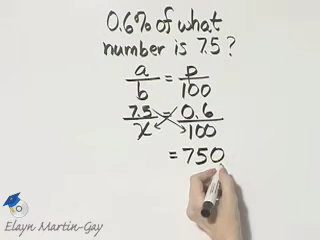 0.6% of what
number is 7.5?
a/b = p/100
7.5/x = 0.6/100
= 750
Elayn Martin-Gay